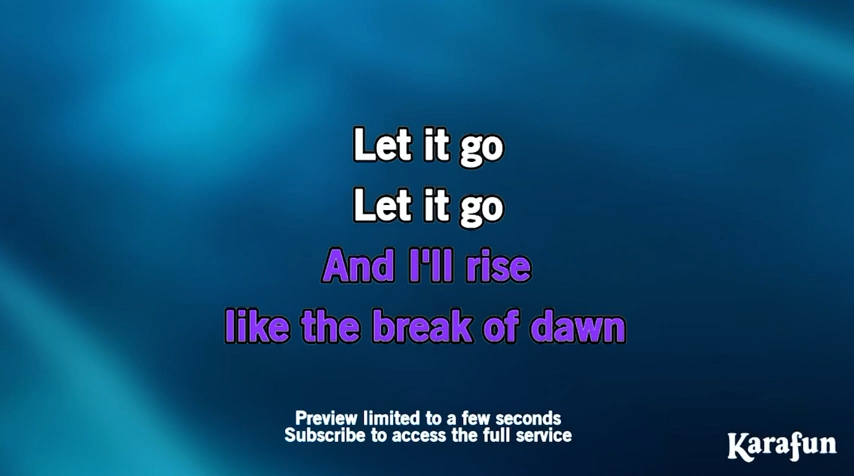 Let it go
Let it go
And I'll rise
like the break of dawn
Preview limited to a few seconds
Subscribe to access the full service
Karafun